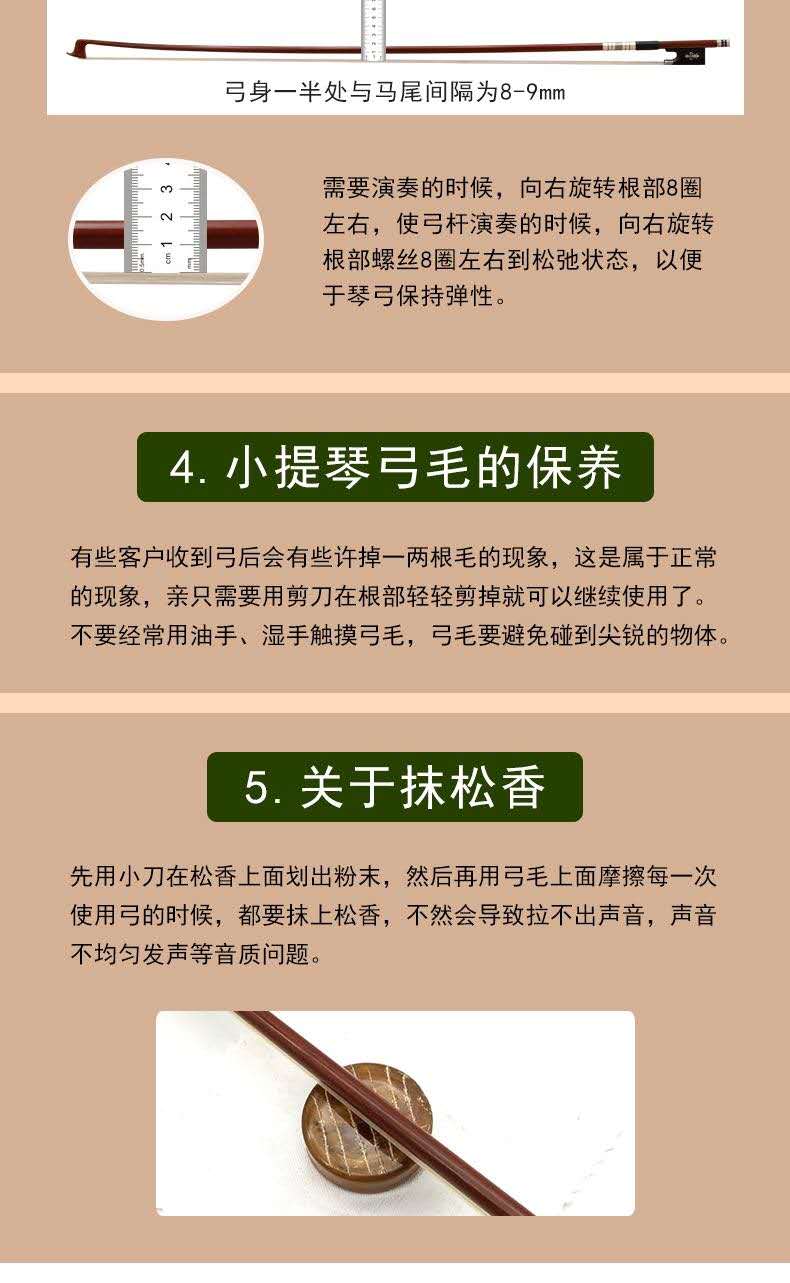 弓身一半处与马尾间隔为8-9mm
3
2
1
cm
0.5mm
mm
需要演奏的时候，向右旋转根部8圈
左右，使弓杆演奏的时候，向右旋转
根部螺丝8圈左右到松弛状态，以便
于琴弓保持弹性。
4.小提琴弓毛的保养
有些客户收到弓后会有些许掉一两根毛的现象，这是属于正常
的现象，亲只需要用剪刀在根部轻轻剪掉就可以继续使用了。
不要经常用油手、湿手触摸弓毛，弓毛要避免碰到尖锐的物体。
5.关于抹松香
先用小刀在松香上面划出粉末，然后再用弓毛上面摩擦每一次
使用弓的时候，都要抹上松香，不然会导致拉不出声音，声音
不均匀发声等音质问题。